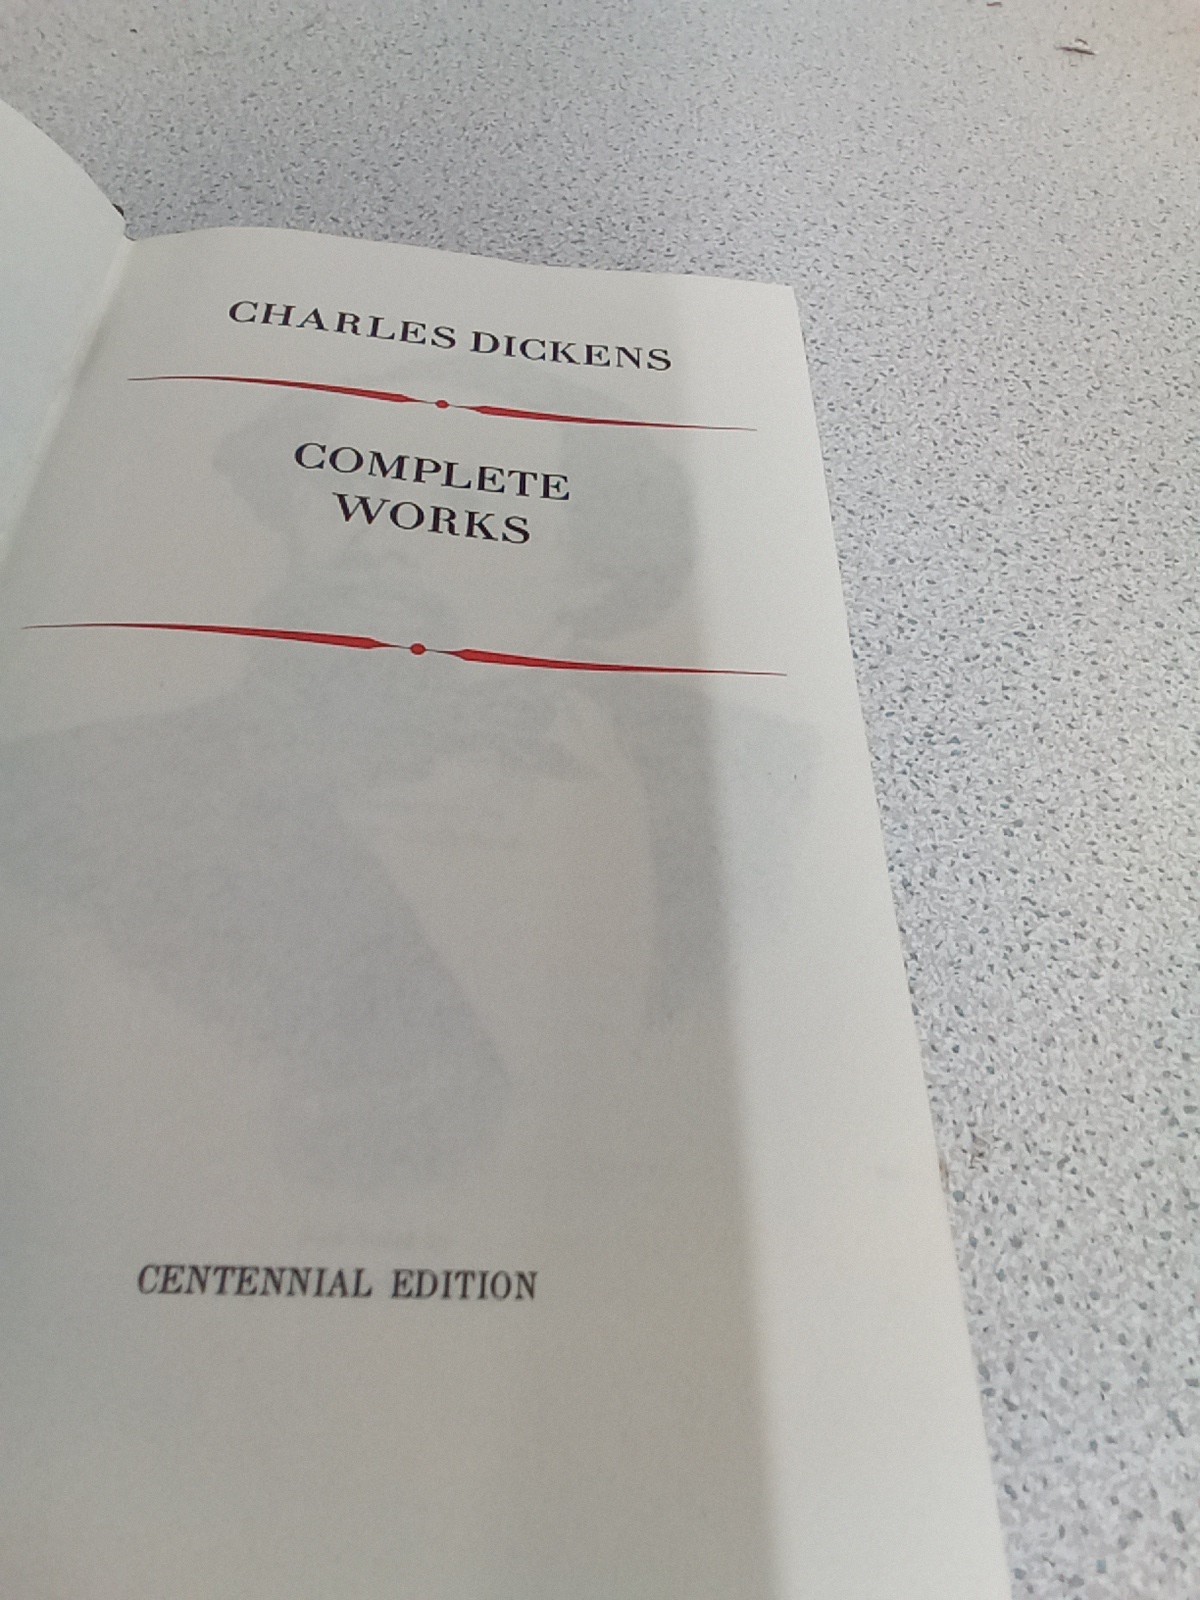 CHARLES DICKENS
COMPLETE
WORKS
CENTENNIAL EDITION